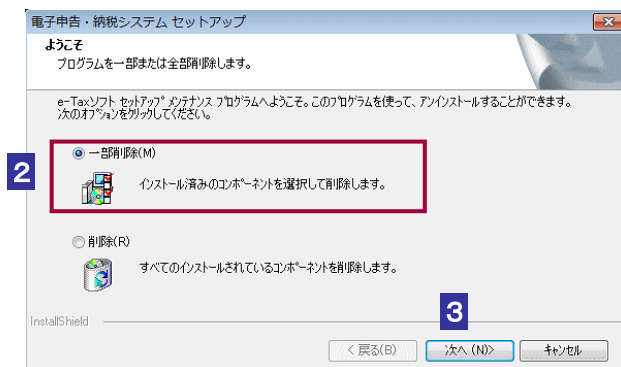 電子申告・納税システム セットアップ
ようこそ
プログラムを一部または全部削除します。
e-Taxソフト セットアップ メンテナンス プログラムへようこそ。このプログラムを使って、アンインストールすることができます。
次のオプションをクリックしてください。
2
一部削除(M)
インストール済みのコンポーネントを選択して削除します。
削除(R)
すべてのインストールされているコンポーネントを削除します。
3
InstallShield
< 戻る(B)
次へ (N)>
キャンセル